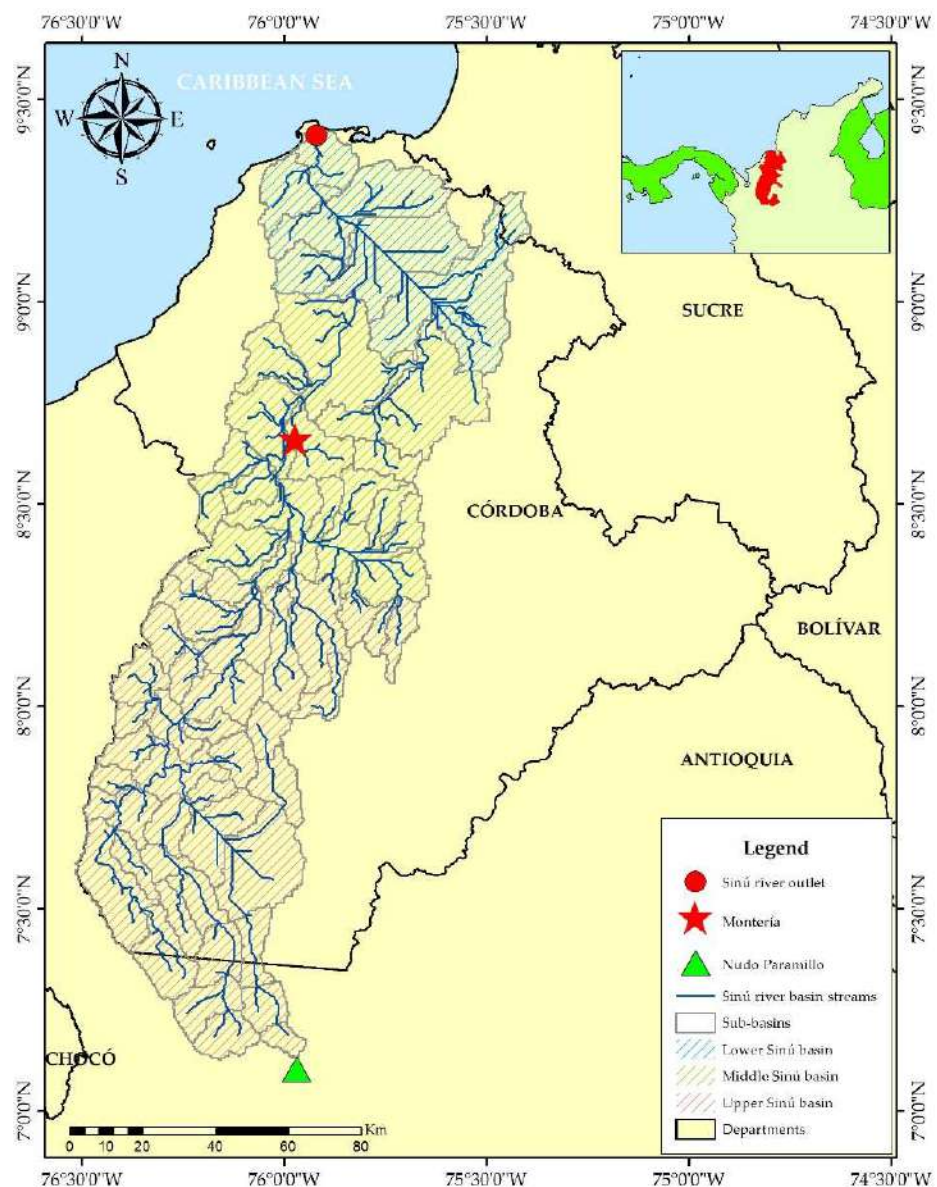 76°30'0"W 76°0'0"W 75°30'0"W 75°0'0"W 74°30'0"W
CARIBBEAN SEA
N
W E
S
9°30'0"N 9°30'0"N
9°0'0"N 9°0'0"N
SUCRE
8°30'0"N 8°30'0"N
CÓRDOBA
BOLÍVAR
8°0'0"N 8°0'0"N
ANTIOQUIA
Legend
Sinú river outlet
Montería
Nudo Paramillo
Sinú river basin streams
Sub-basins
Lower Sinú basin
Middle Sinú basin
Upper Sinú basin
Departments
7°30'0"N 7°30'0"N
CHOCÓ
7°0'0"N 7°0'0"N
Km
0 10 20 40 60 80
76°30'0"W 76°0'0"W 75°30'0"W 75°0'0"W 74°30'0"W